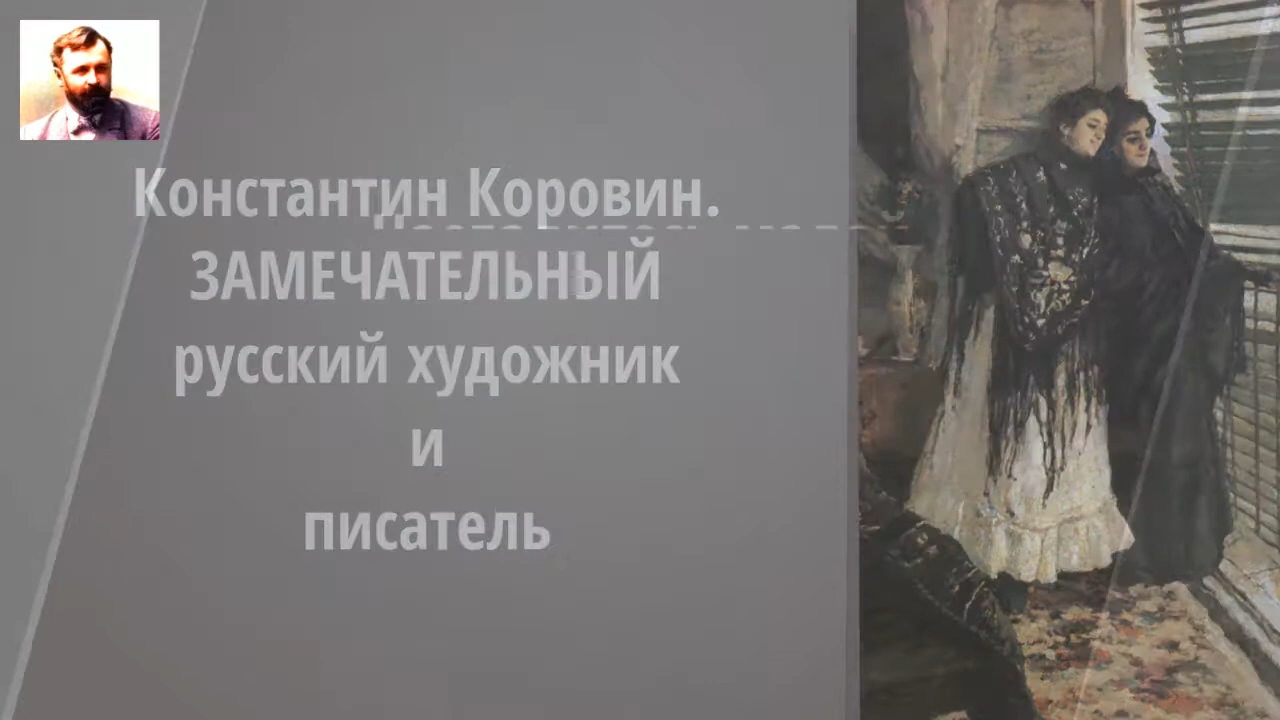 Константин Коровин.
ЗАМЕЧАТЕЛЬНЫЙ
русский художник
и
писатель